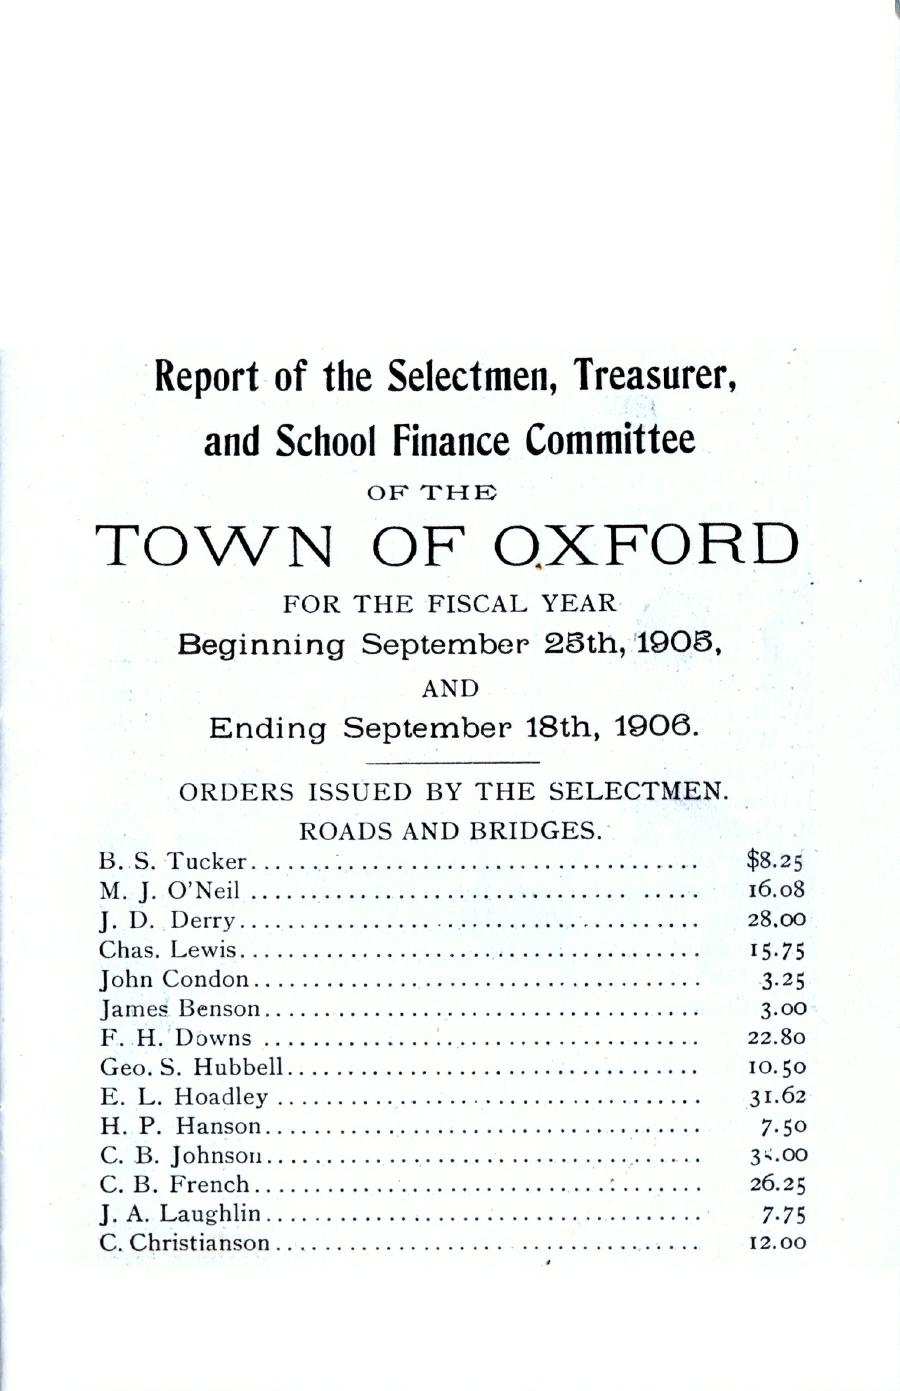 Report of the Selectmen, Treasurer,
and School Finance Committee
OF THE
TOWN OF OXFORD
FOR THE FISCAL YEAR
Beginning September 25th, 1905,
AND
Ending September 18th, 1906.
ORDERS ISSUED BY THE SELECTMEN.
ROADS AND BRIDGES.
B. S. Tucker..................................... $8.25
M. J. O'Neil .................................... 16.08
J. D. Derry...................................... 28.00
Chas. Lewis...................................... 15.75
John Condon..................................... 3.25
James Benson.................................... 3.00
F. H. Downs .................................... 22.80
Geo. S. Hubbell.................................. 10.50
E. L. Hoadley ................................... 31.62
H. P. Hanson.................................... 7.50
C. B. Johnson....................................
C. B. French..................................... 26.25
J. A. Laughlin.................................... 7.75
C. Christianson................................... 12.00